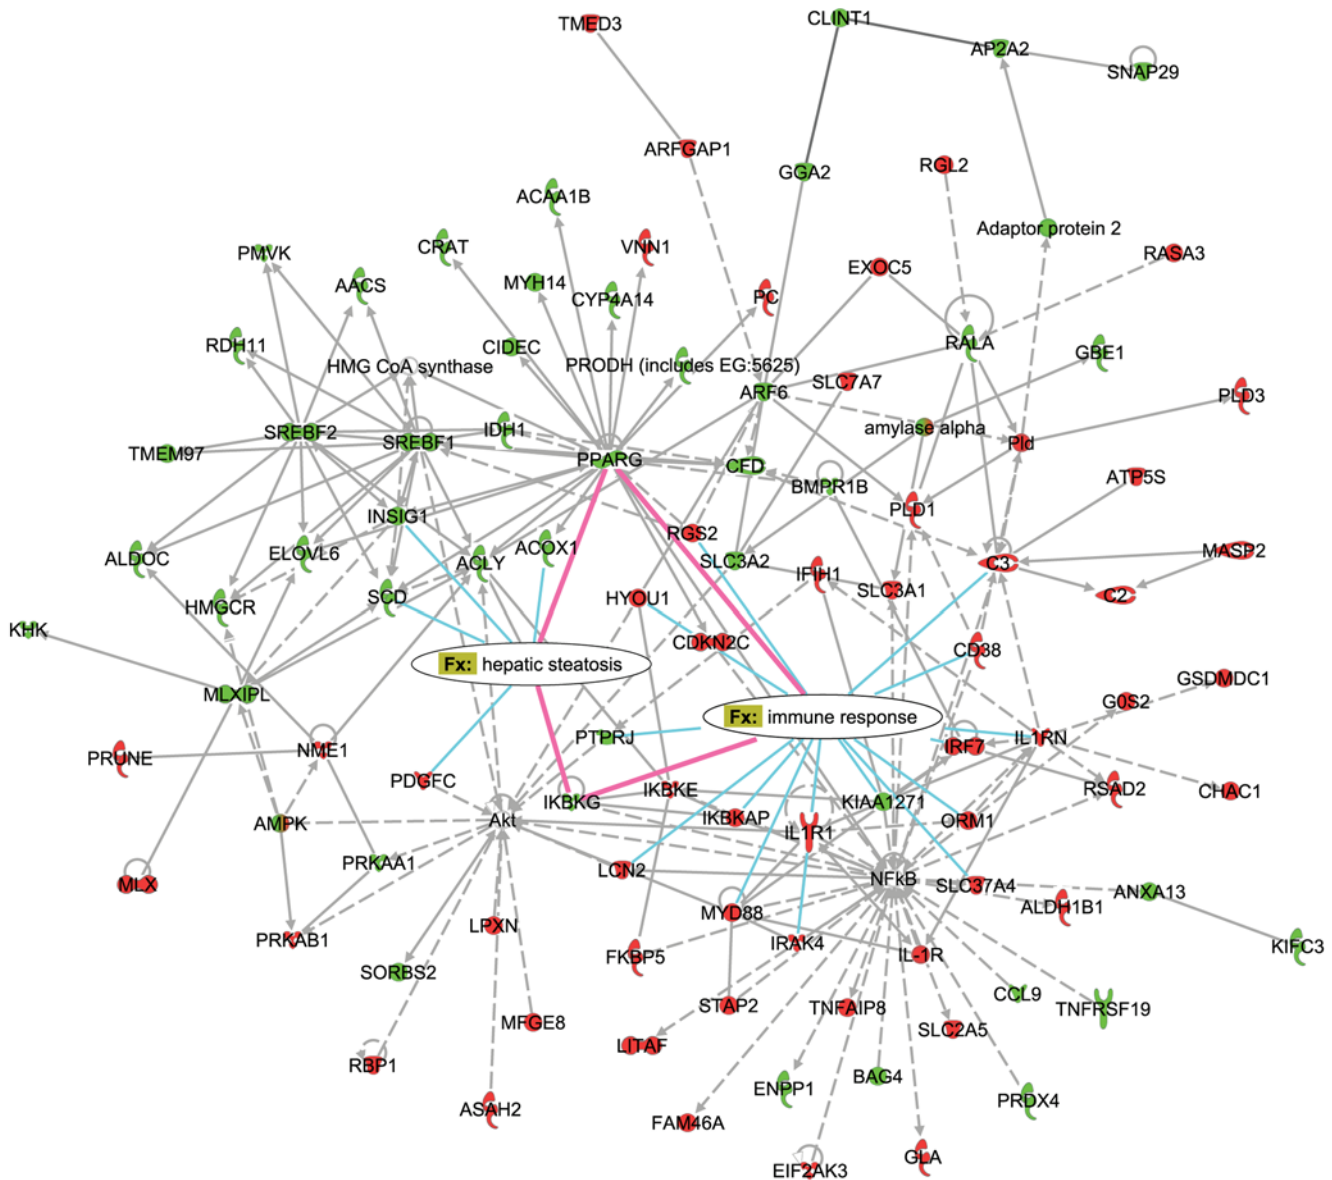 CLINT1
TMED3
AP2A2
SNAP29
ARFGAP1
RGL2
GGA2
ACAA1B
Adaptor protein 2
CRAT
VNN1
PMVK
RASA3
EXOC5
MYH14
AACS
CYP4A14
PC
RDH11
CIDEC
RALA
GBE1
HMG CoA synthase
PRODH (includes EG:5625)
SLC7A7
ARF6
PLD3
IDH1
amylase alpha
SREBF2
SREBF1
Pld
TMEM97
PPARG
CFD
ATP5S
BMPR1B
PLD1
INSIG1
RGS2
ACOX1
MASP2
ALDOC
ELOVL6
ACLY
SLC3A2
C3
IFIH1
SLC3A1
C2
SCD
HYOU1
HMGCR
KHK
CDKN2C
CD38
Fx: hepatic steatosis
GSDMDC1
MLXIPL
G0S2
Fx: immune response
PTPRJ
IL1RN
IRF7
NME1
PRUNE
PDGFC
IKBKE
RSAD2
CHAC1
IKBKG
KIAA1271
IKBKAP
Akt
ORM1
AMPK
IL1R1
PRKAA1
LCN2
NFkB
MLX
SLC37A4
ANXA13
ALDH1B1
MYD88
LPXN
PRKAB1
IRAK4
KIFC3
FKBP5
IL-1R
SORBS2
CCL9
STAP2
TNFAIP8
TNFRSF19
MFGE8
SLC2A5
LITAF
RBP1
BAG4
ENPP1
PRDX4
ASAH2
FAM46A
GLA
EIF2AK3